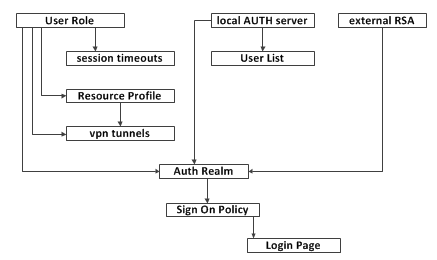 User Role
local AUTH server
external RSA
session timeouts
User List
Resource Profile
vpn tunnels
Auth Realm
Sign On Policy
Login Page